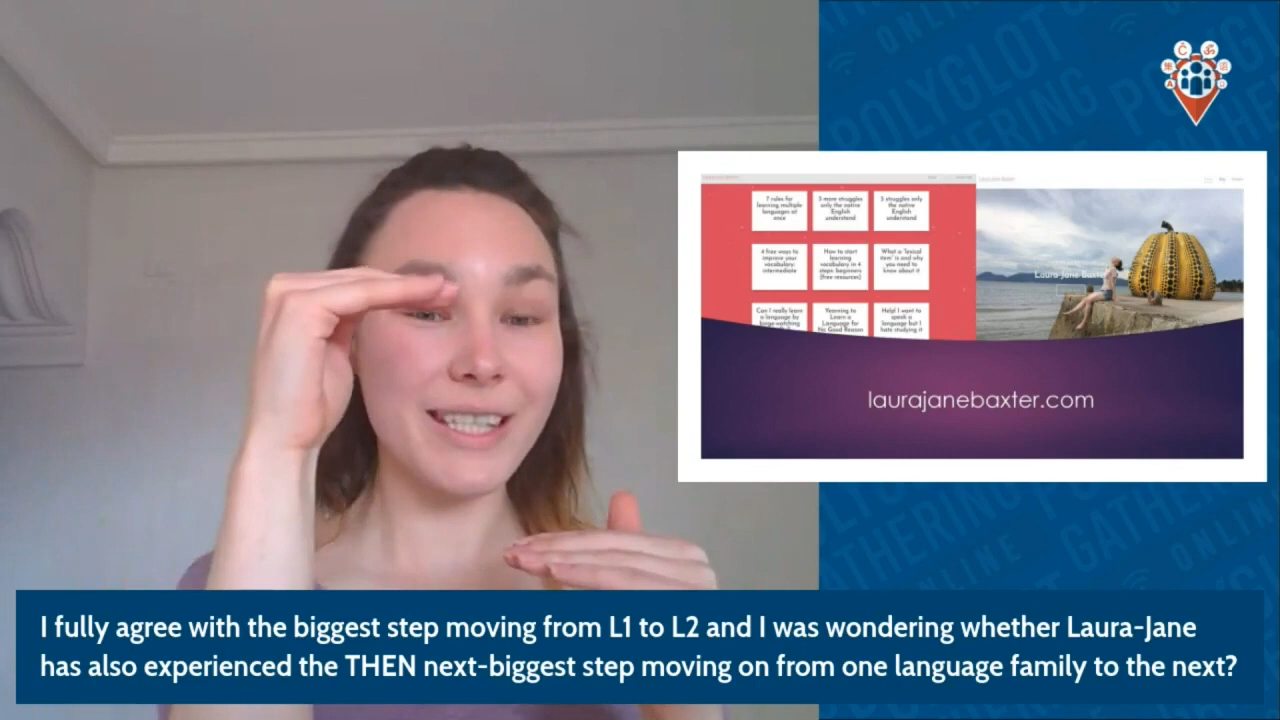 POLYGLOT
GATHERING
ONLINE
7 rules for
learning multiple
languages at
once
3 more struggles
only the native
English
understand
3 struggles only
the native
English
understand
4 free ways to
improve your
vocabulary:
intermediate
How to start
learning
vocabulary in 4
steps: beginners
(free resources)
What a 'lexical
item' is and why
you need to
know about it
Can I really learn
a language by
binge-watching
Yearning to
Learn a
Language for
No Good Reason
Help! I want to
speak a
language but I
hate studying it
Laura-Jane Baxter
laurajanebaxter.com
GATHERING
ONLINE
I fully agree with the biggest step moving from L1 to L2 and I was wondering whether Laura-Jane
has also experienced the THEN next-biggest step moving on from one language family to the next?